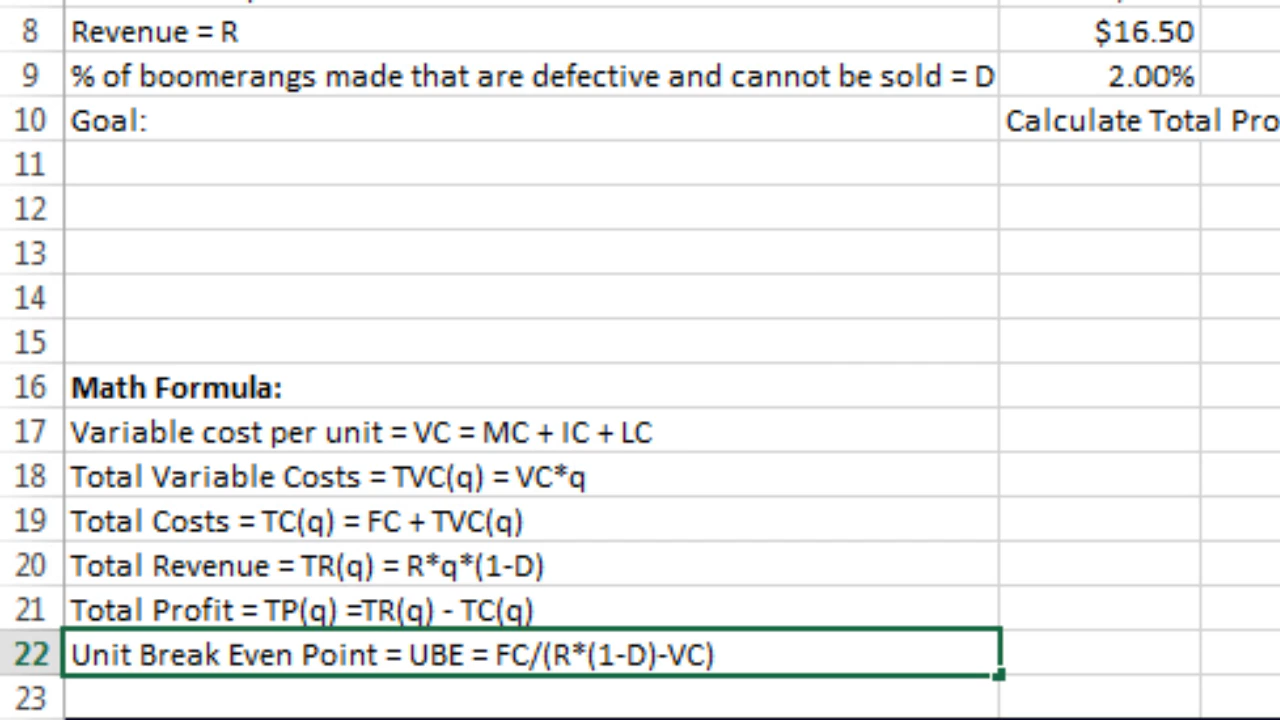 8 Revenue = R $16.50
9 % of boomerangs made that are defective and cannot be sold = D 2.00%
10 Goal: Calculate Total Pro
11
12
13
14
15
16 Math Formula:
17 Variable cost per unit = VC = MC + IC + LC
18 Total Variable Costs = TVC(q) = VC*q
19 Total Costs = TC(q) = FC + TVC(q)
20 Total Revenue = TR(q) = R*q*(1-D)
21 Total Profit = TP(q) =TR(q) - TC(q)
22 Unit Break Even Point = UBE = FC/(R*(1-D)-VC)
23